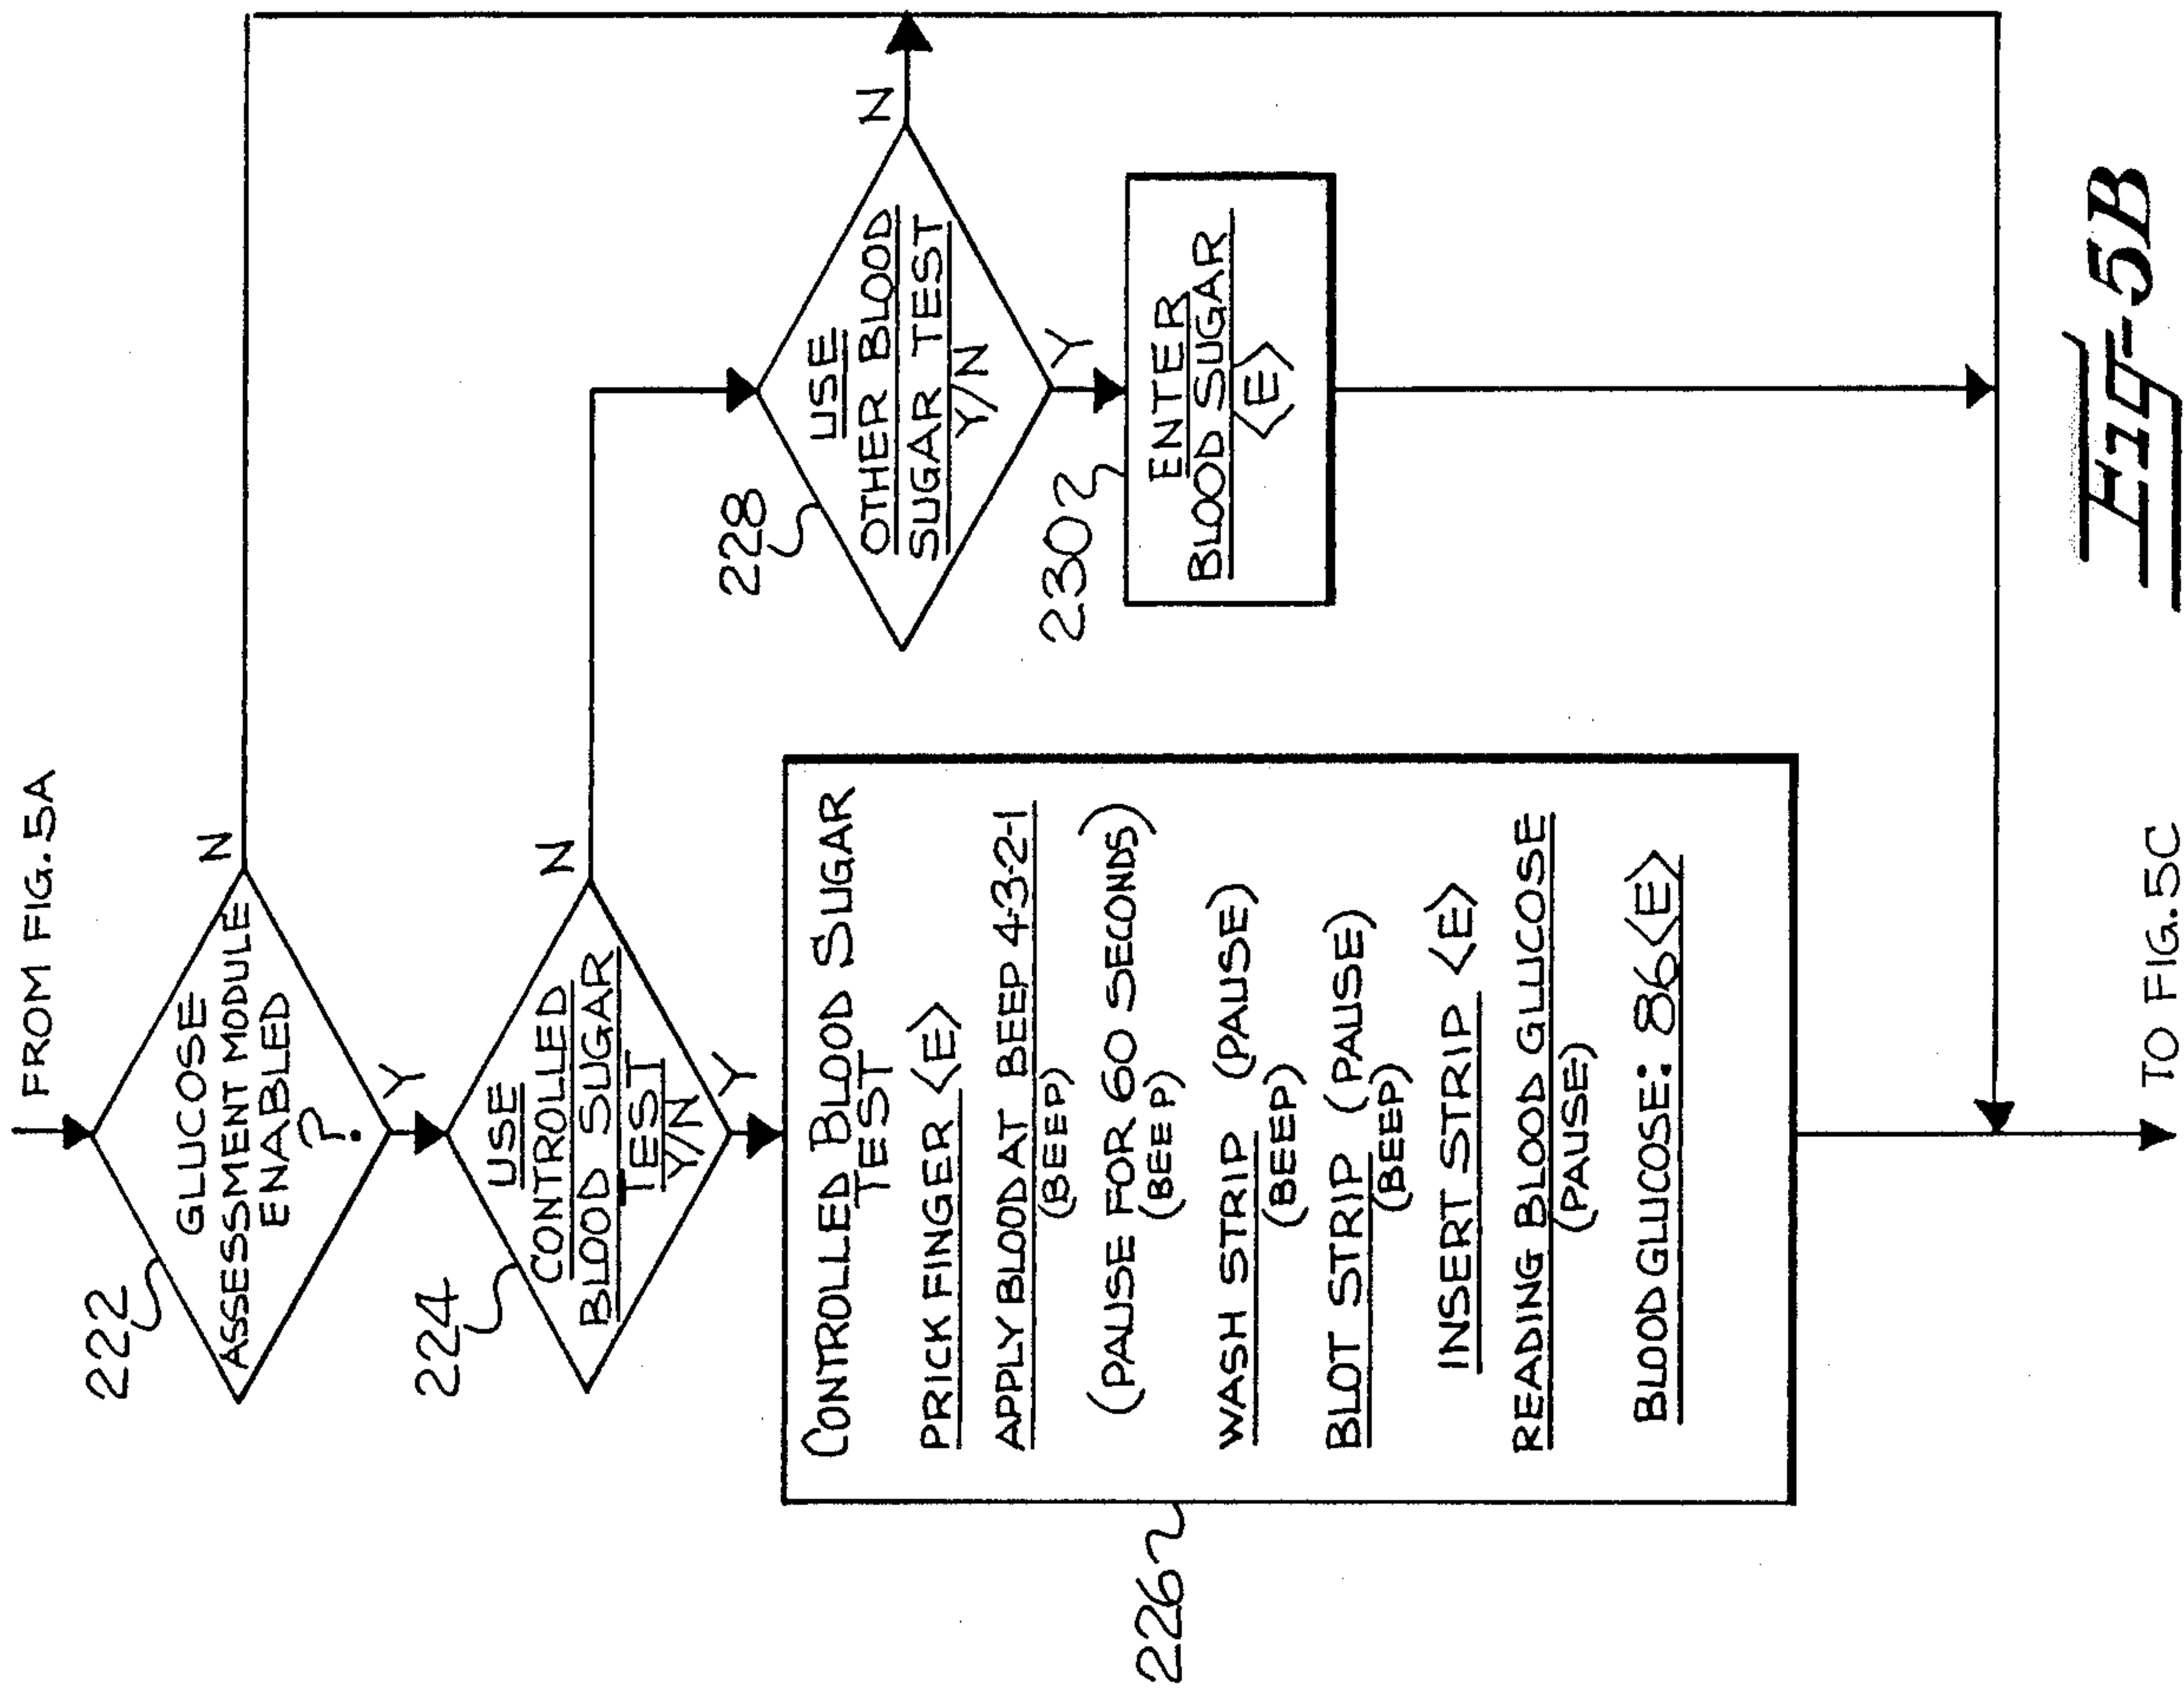 FROM FIG.5A
222
GLUCOSE
ASSESSMENT MODULE
ENABLED
?
N
Y
224
USE
CONTROLLED
BLOOD SUGAR
TEST
Y/N
N
Y
228
USE
OTHER BLOOD
SUGAR TEST
Y/N
N
Y
230
ENTER
BLOOD SUGAR
<E>
226
CONTROLLED BLOOD SUGAR
TEST
PRICK FINGER <E>
APPLY BLOOD AT BEEP 4-3-2-1
(BEEP)
(PAUSE FOR 60 SECONDS)
(BEEP)
WASH STRIP (PAUSE)
(BEEP)
BLOT STRIP (PAUSE)
(BEEP)
INSERT STRIP <E>
READING BLOOD GLUCOSE
(PAUSE)
BLOOD GLUCOSE: 86<E>
TO FIG.5C
Fig-5B